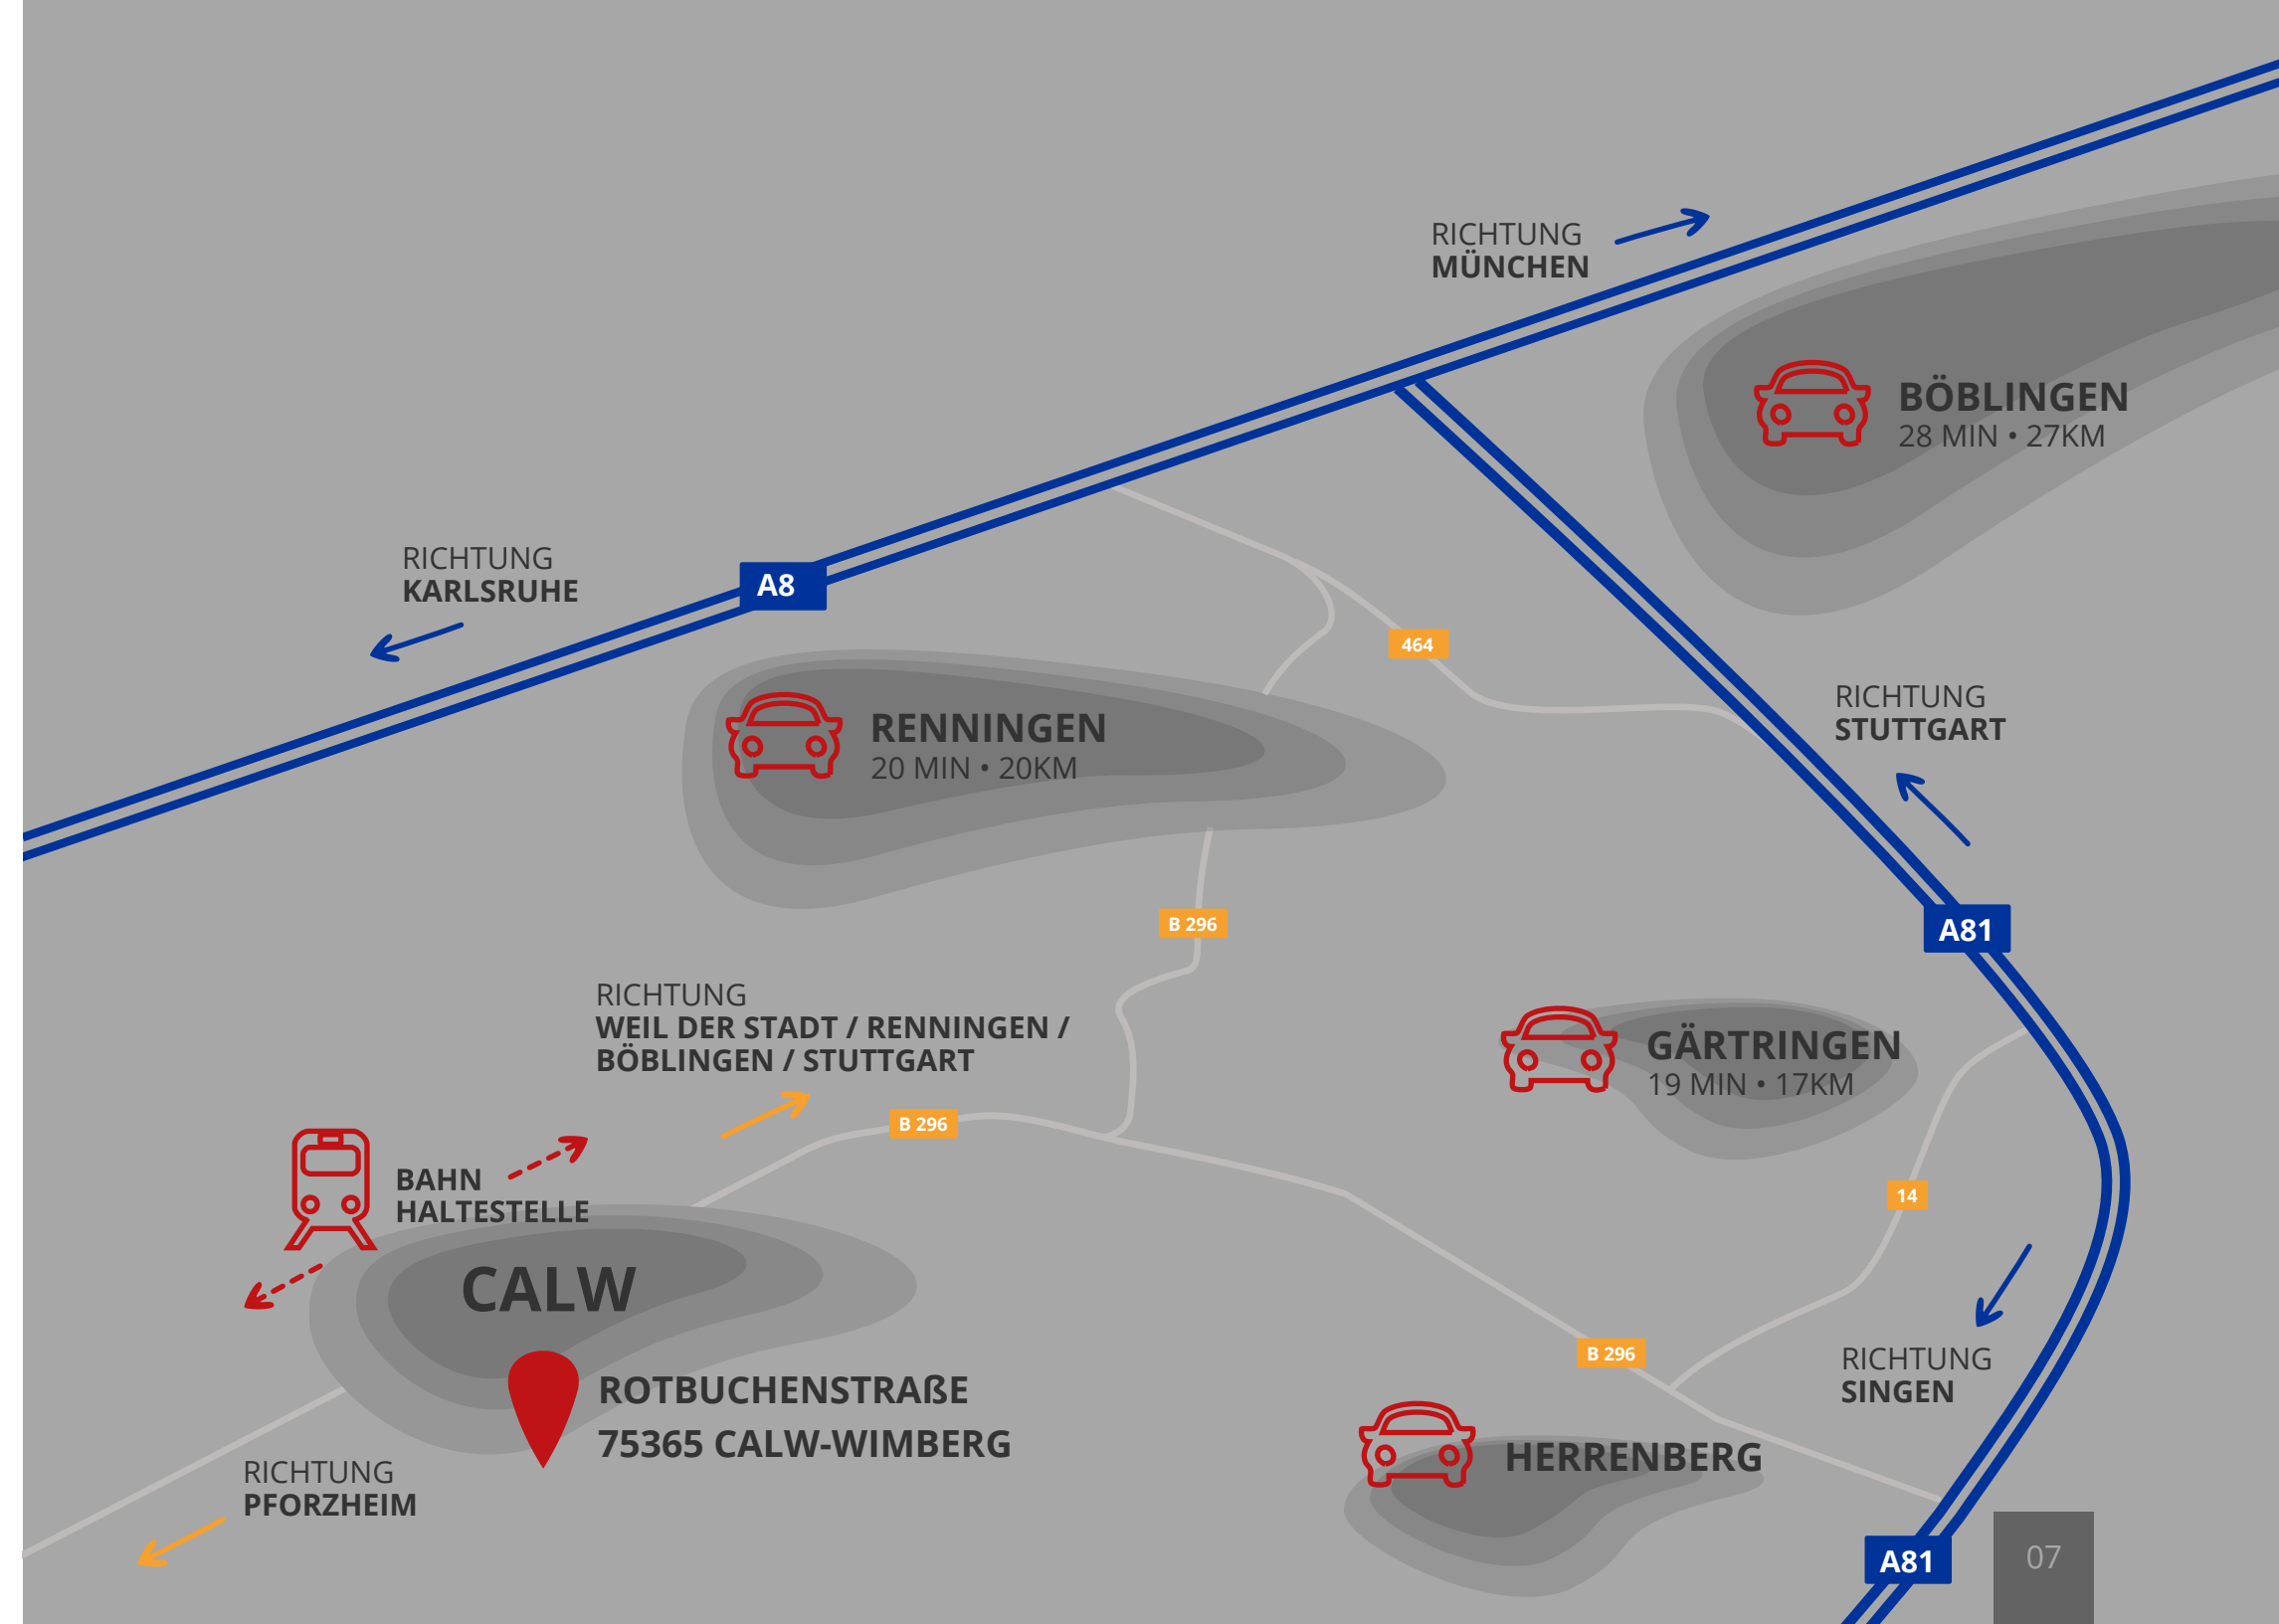 RICHTUNG
MÜNCHEN
BÖBLINGEN
28 MIN • 27KM
RICHTUNG
KARLSRUHE
A8
464
RICHTUNG
STUTTGART
RENNINGEN
20 MIN • 20KM
B 296
A81
RICHTUNG
WEIL DER STADT / RENNINGEN /
BÖBLINGEN / STUTTGART
GÄRTRINGEN
19 MIN • 17KM
B 296
BAHN
HALTESTELLE
14
CALW
B 296
RICHTUNG
SINGEN
ROTBUCHENSTRAßE
75365 CALW-WIMBERG
HERRENBERG
RICHTUNG
PFORZHEIM
A81
07